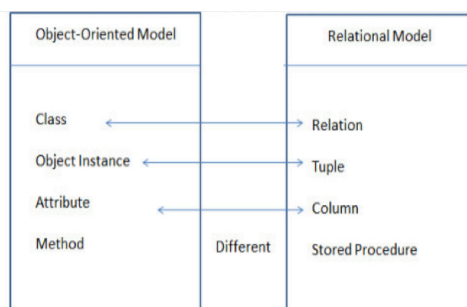 Object-Oriented Model
Relational Model
Class
Relation
Object Instance
Tuple
Attribute
Column
Method
Different
Stored Procedure